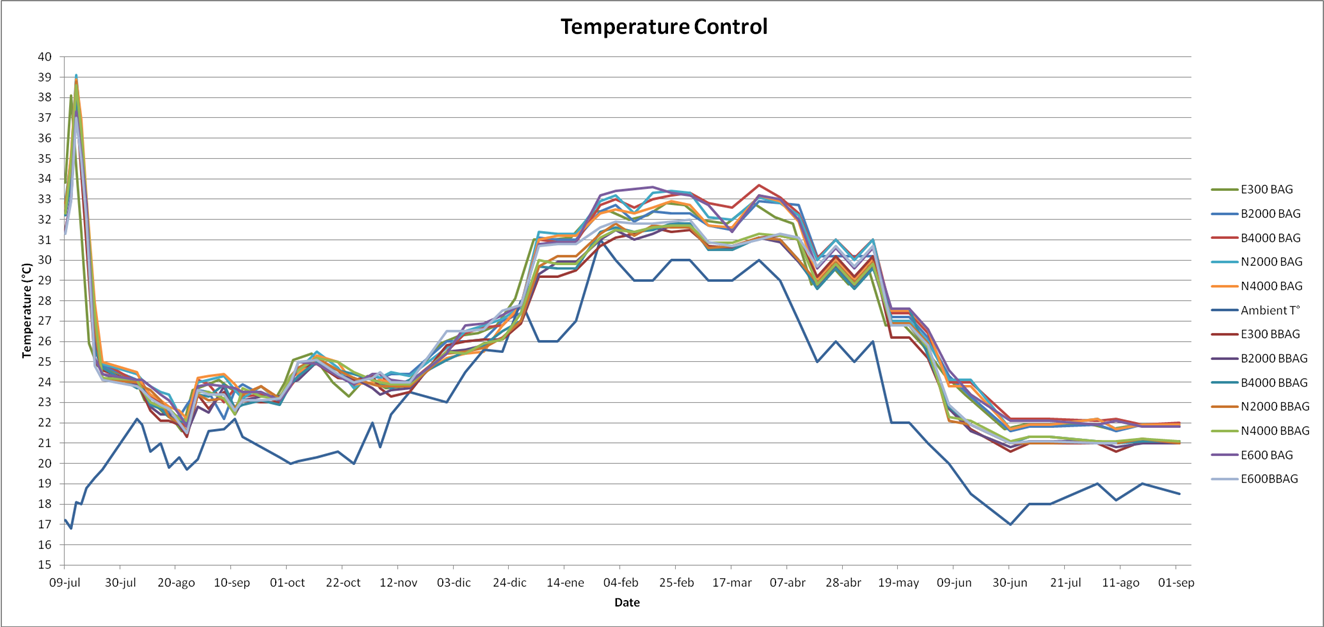 Temperature Control
40
39
38
37
36
35
34
33
32
31
30
29
28
27
26
25
24
23
22
21
20
19
18
17
16
15
Temperature (°C)
09-jul 30-jul 20-ago 10-sep 01-oct 22-oct 12-nov 03-dic 24-dic 14-ene 04-feb 25-feb 17-mar 07-abr 28-abr 19-may 09-jun 30-jun 21-jul 11-ago 01-sep
Date
E300 BAG
B2000 BAG
B4000 BAG
N2000 BAG
N4000 BAG
Ambient T°
E300 BBAG
B2000 BBAG
B4000 BBAG
N2000 BBAG
N4000 BBAG
E600 BAG
E600BBAG